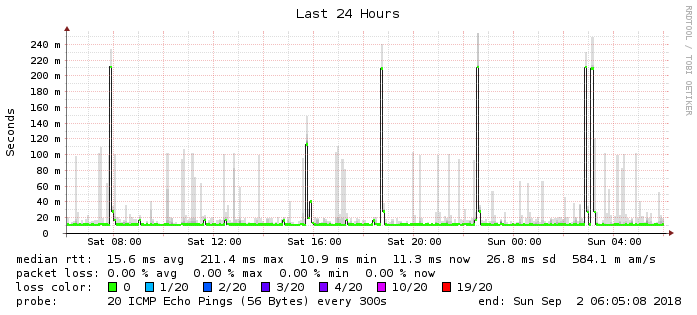 Last 24 Hours
RRDTOOL / TOBI OETIKER
Seconds
240 m
220 m
200 m
180 m
160 m
140 m
120 m
100 m
80 m
60 m
40 m
20 m
0
Sat 08:00 Sat 12:00 Sat 16:00 Sat 20:00 Sun 00:00 Sun 04:00
median rtt: 15.6 ms avg 211.4 ms max 10.9 ms min 11.3 ms now 26.8 ms sd 584.1 m am/s
packet loss: 0.00 % avg 0.00 % max 0.00 % min 0.00 % now
loss color: 0 1/20 2/20 3/20 4/20 10/20 19/20
probe: 20 ICMP Echo Pings (56 Bytes) every 300s end: Sun Sep 2 06:05:08 2018